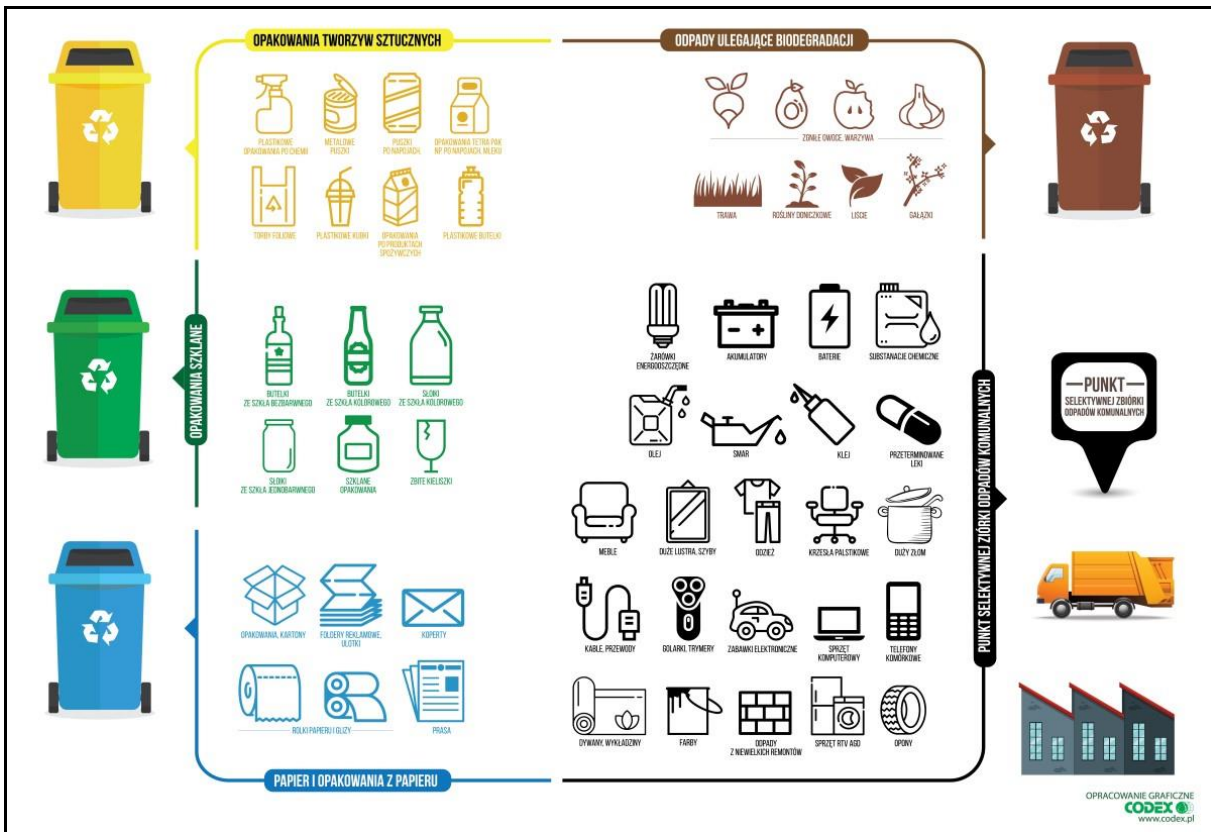 OPAKOWANIA TWORZYW SZTUCZNYCH
PLASTIKOWE
OPAKOWANIA PO CHEMII
METALOWE
PUSZKI
PUSZKI
PO NAPOJACH,
OPAKOWANIA TETRA PAK
NP PO NAPOJACH, MLEKU
TORBY FOLIOWE
PLASTIKOWE KUBKI
OPAKOWANIA
PO PRODUKTACH
SPOŻYWCZYCH
PLASTIKOWE BUTELKI
ODPADY ULEGAJĄCE BIODEGRADACJI
ZGNIŁE OWOCE, WARZYWA
TRAWA
ROŚLINY DONICZKOWE
LIŚCIE
GAŁĄZKI
OPAKOWANIA SZKLANE
BUTELKI
ZE SZKŁA BEZBARWNEGO
BUTELKI
ZE SZKŁA KOLOROWEGO
SŁOIKI
ZE SZKŁA KOLOROWEGO
SŁOIKI
ZE SZKŁA JEDNOBARWNEGO
SZKLANE
OPAKOWANIA
ZBITE KIELISZKI
OPAKOWANIA, KARTONY
FOLDERY REKLAMOWE,
ULOTKI
KOPERTY
ROLKI PAPIERU I GLIZY
PRASA
PAPIER I OPAKOWANIA Z PAPIERU
ŻARÓWKI
ENERGOOSZCZĘDNE
AKUMULATORY
BATERIE
SUBSTANACJE CHEMICZNE
OLEJ
SMAR
KLEJ
PRZETERMINOWANE
LEKI
MEBLE
DUŻE LUSTRA, SZYBY
ODZIEŻ
KRZESŁA PALSTIKOWE
DUŻY ZŁOM
KABLE, PRZEWODY
GOLARKI, TRYMERY
ZABAWKI ELEKTRONICZNE
SPRZĘT
KOMPUTEROWY
TELEFONY
KOMÓRKOWE
DYWANY, WYKŁADZINY
FARBY
ODPADY
Z NIEWIELKICH REMONTÓW
SPRZĘT RTV AGD
OPONY
PUNKT SELEKTYWNEJ ZIÓRKI ODPADÓW KOMUNALNYCH
PUNKT
SELEKTYWNEJ ZBIÓRKI
ODPADÓW KOMUNALNYCH
OPRACOWANIE GRAFICZNE
CODEX
www.codex.pl